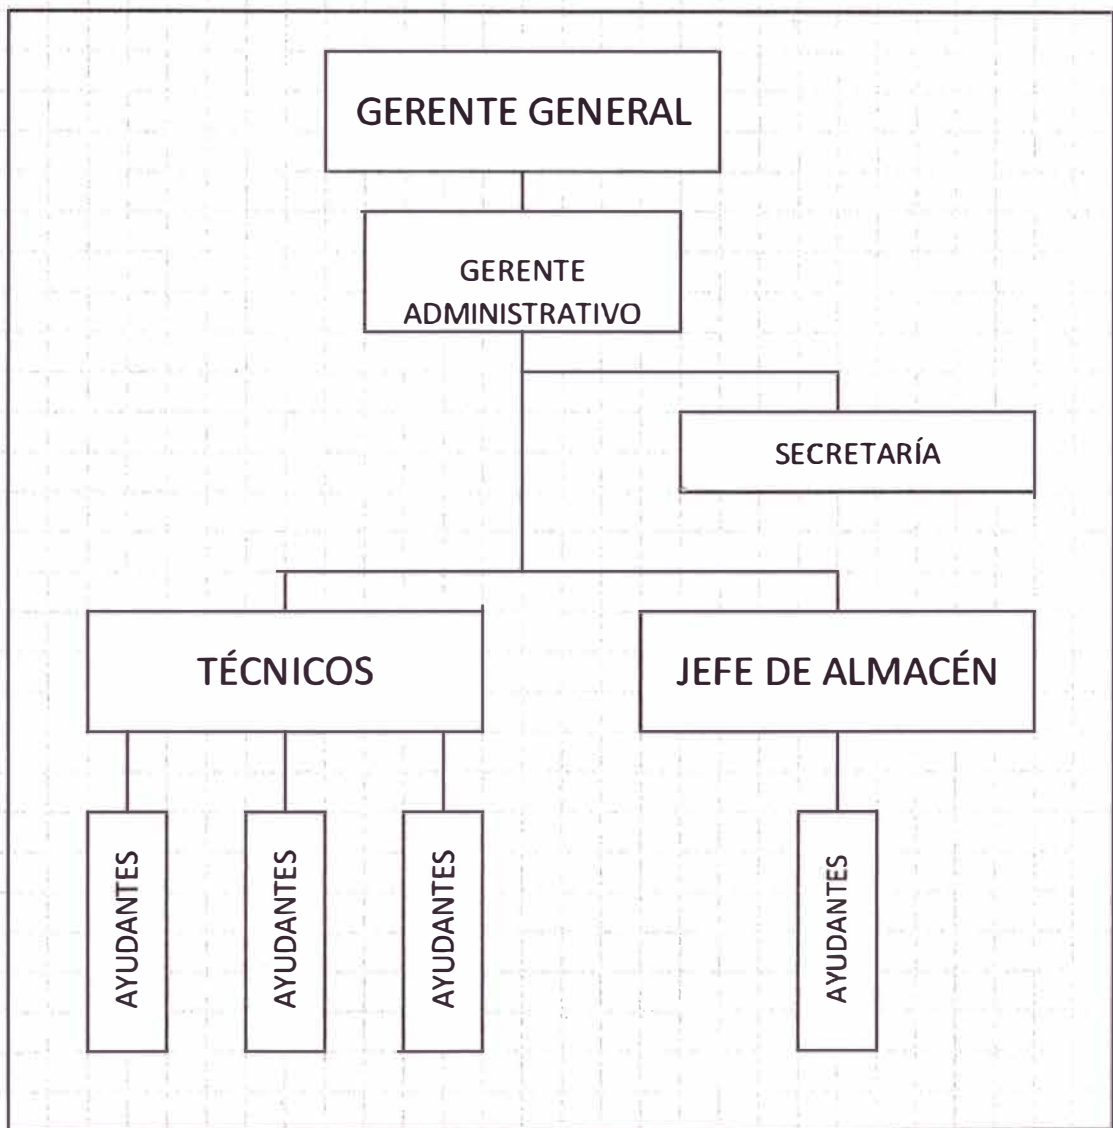 GERENTE GENERAL
GERENTE
ADMINISTRATIVO
SECRETARÍA
TÉCNICOS
JEFE DE ALMACÉN
AYUDANTES
AYUDANTES
AYUDANTES
AYUDANTES